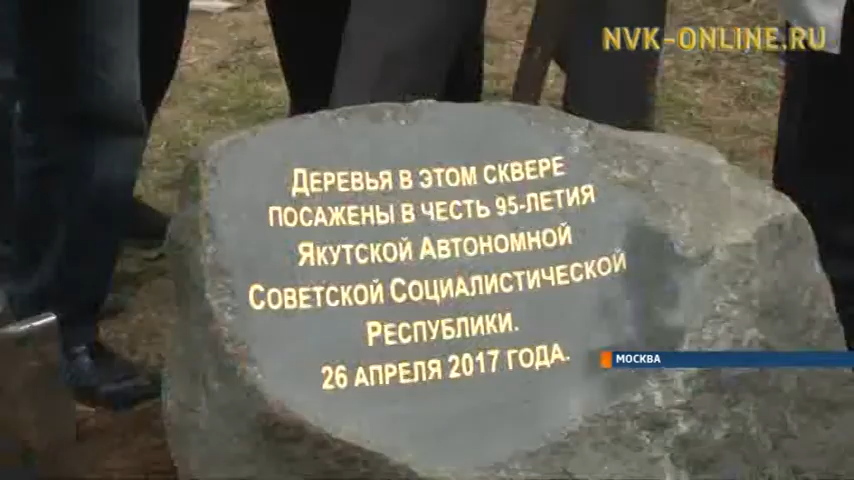 NVK-ONLINE.RU
ДЕРЕВЬЯ В ЭТОМ СКВЕРЕ
ПОСАЖЕНЫ В ЧЕСТЬ 95-ЛЕТИЯ
ЯКУТСКОЙ АВТОНОМНОЙ
СОВЕТСКОЙ СОЦИАЛИСТИЧЕСКОЙ
РЕСПУБЛИКИ.
26 АПРЕЛЯ 2017 ГОДА.
МОСКВА